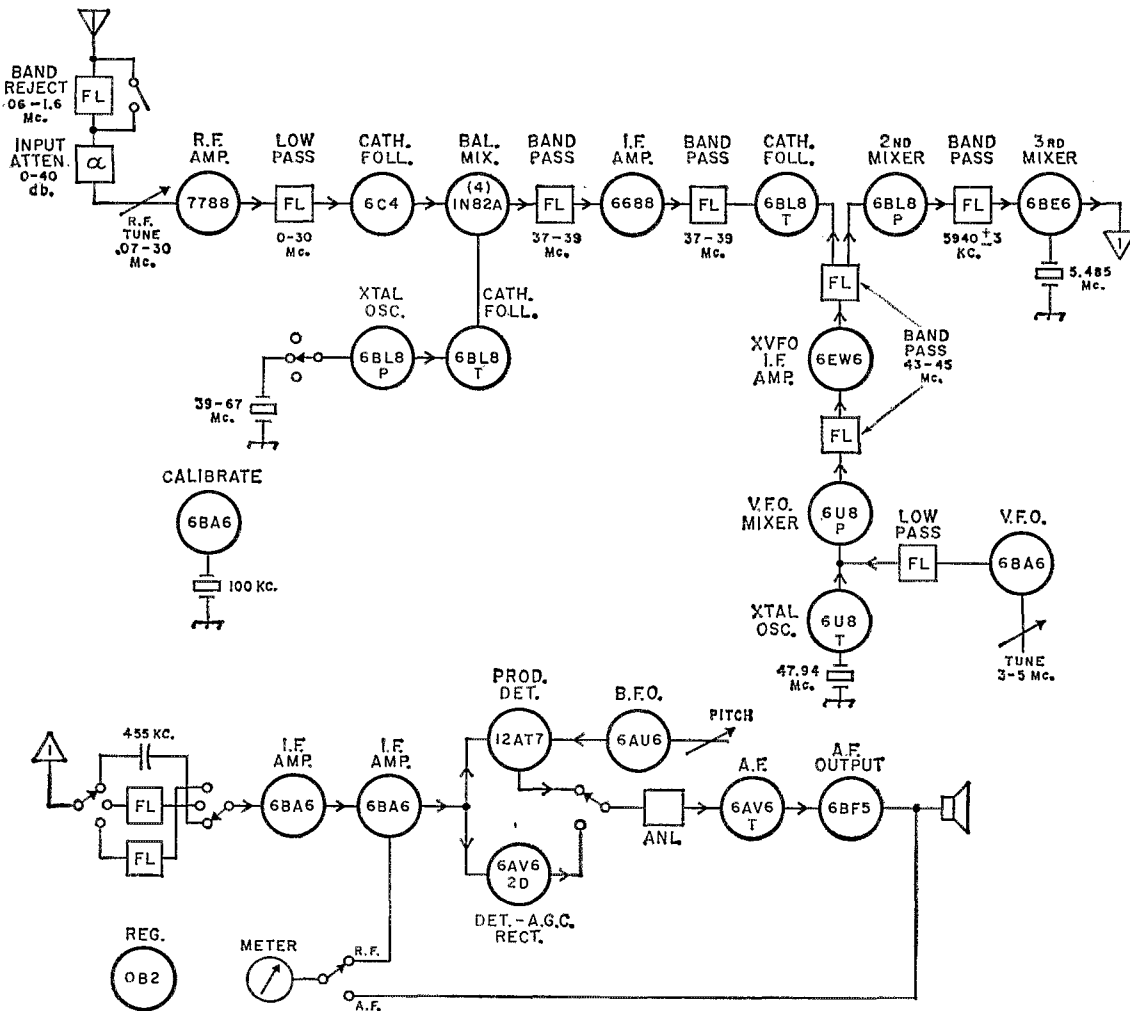 BAND
REJECT
.06-1.6
Mc.
FL
INPUT
ATTEN.
0-40
db.
α
R.F.
TUNE
.07-30
Mc.
R.F.
AMP.
7788
LOW
PASS
FL
0-30
Mc.
CATH.
FOLL.
6C4
BAL.
MIX.
(4)
1N82A
BAND
PASS
FL
37-39
Mc.
I.F.
AMP.
6688
BAND
PASS
FL
37-39
Mc.
CATH.
FOLL.
6BL8
T
2ND
MIXER
6BL8
P
BAND
PASS
FL
5940 ±3
KC.
3RD
MIXER
6BE6
1
5.485
Mc.
XTAL
OSC.
6BL8
P
CATH.
FOLL.
6BL8
T
39-67
Mc.
FL
BAND
PASS
43-45
Mc.
XVFO
I.F.
AMP.
6EW6
FL
CALIBRATE
6BA6
100 KC.
V.F.O.
MIXER
6U8
P
LOW
PASS
FL
V.F.O.
6BA6
TUNE
3-5 Mc.
XTAL
OSC.
6U8
T
47.94
Mc.
1
455 KC.
FL
FL
I.F.
AMP.
6BA6
I.F.
AMP.
6BA6
PROD.
DET.
12AT7
B.F.O.
6AU6
PITCH
6AV6
2D
DET.-A.G.C.
RECT.
ANL
A.F.
6AV6
T
A.F.
OUTPUT
6BF5
REG.
OB2
METER
R.F.
A.F.